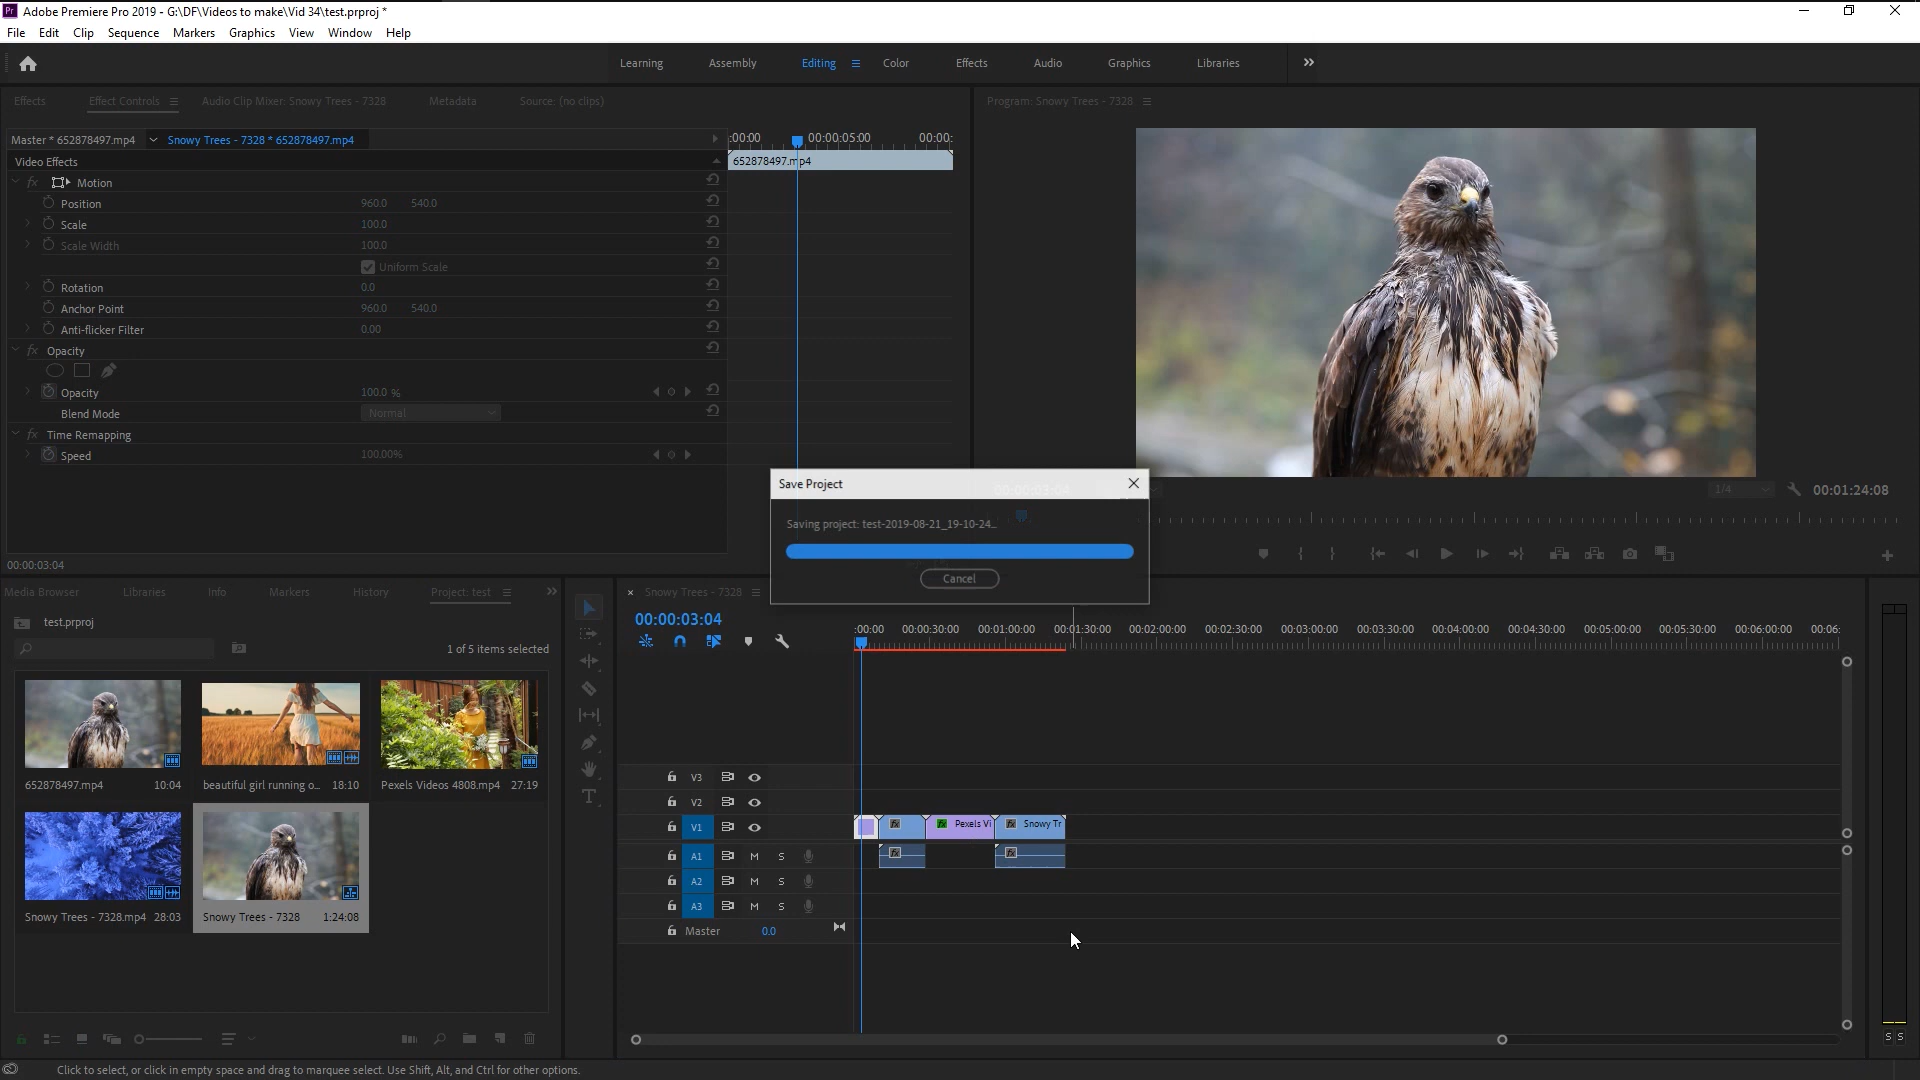 Pr Adobe Premiere Pro 2019 - G:\DF\Videos to make\Vid 34\test.prproj *
File Edit Clip Sequence Markers Graphics View Window Help
Learning Assembly Editing Color Effects Audio Graphics Libraries
Effects Effect Controls Audio Clip Mixer: Snowy Trees - 7328 Metadata Source: (no clips)
Program: Snowy Trees - 7328
Master * 652878497.mp4 Snowy Trees - 7328 * 652878497.mp4
:00:00 00:00:05:00 00:00:
Video Effects
652878497.mp4
fx Motion
Position 960.0 540.0
Scale 100.0
Scale Width 100.0
Uniform Scale
Rotation 0.0
Anchor Point 960.0 540.0
Anti-flicker Filter 0.00
fx Opacity
Opacity 100.0 %
Blend Mode Normal
fx Time Remapping
Speed 100.00%
00:00:03:04
Save Project
Saving project: test-2019-08-21_19-10-24...
Cancel
00:00:03:04
1/4 00:01:24:08
Media Browser Libraries Info Markers History Project: test
test.prproj
1 of 5 items selected
652878497.mp4 10:04
beautiful girl running o... 18:10
Pexels Videos 4808.mp4 27:19
Snowy Trees - 7328.mp4 28:03
Snowy Trees - 7328 1:24:08
Snowy Trees - 7328
00:00:03:04
:00:00 00:00:30:00 00:01:00:00 00:01:30:00 00:02:00:00 00:02:30:00 00:03:00:00 00:03:30:00 00:04:00:00 00:04:30:00 00:05:00:00 00:05:30:00 00:06:00:00 00:06:
V3
V2
V1
fx fx Pexels Vi fx Snowy Tr
A1 M S
fx fx
A2 M S
A3 M S
Master 0.0
S S
Click to select, or click in empty space and drag to marquee select. Use Shift, Alt, and Ctrl for other options.